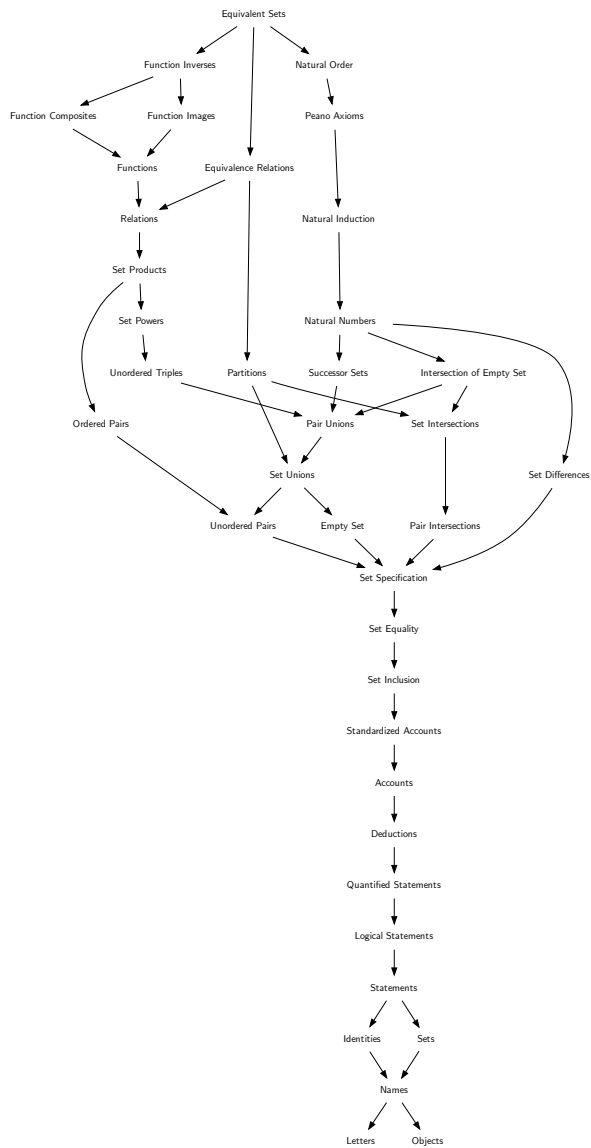 Equivalent Sets
Function Inverses
Natural Order
Function Composites
Function Images
Peano Axioms
Functions
Equivalence Relations
Relations
Natural Induction
Set Products
Set Powers
Natural Numbers
Unordered Triples
Partitions
Successor Sets
Intersection of Empty Set
Ordered Pairs
Pair Unions
Set Intersections
Set Unions
Set Differences
Unordered Pairs
Empty Set
Pair Intersections
Set Specification
Set Equality
Set Inclusion
Standardized Accounts
Accounts
Deductions
Quantified Statements
Logical Statements
Statements
Identities
Sets
Names
Letters
Objects